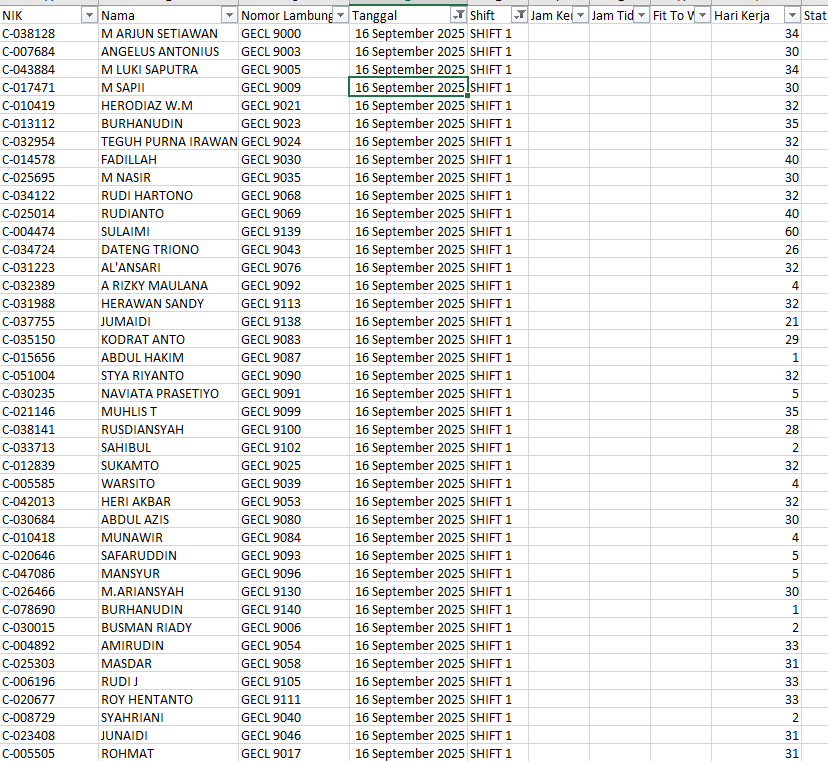 NIK Nama Nomor Lambung Tanggal Shift Jam Ker Jam Tid Fit To W Hari Kerja Stat
C-038128 M ARJUN SETIAWAN GECL 9000 16 September 2025 SHIFT 1 34
C-007684 ANGELUS ANTONIUS GECL 9003 16 September 2025 SHIFT 1 30
C-043884 M LUKI SAPUTRA GECL 9005 16 September 2025 SHIFT 1 34
C-017471 M SAPII GECL 9009 16 September 2025 SHIFT 1 30
C-010419 HERODIAZ W.M GECL 9021 16 September 2025 SHIFT 1 32
C-013112 BURHANUDIN GECL 9023 16 September 2025 SHIFT 1 35
C-032954 TEGUH PURNA IRAWAN GECL 9024 16 September 2025 SHIFT 1 32
C-014578 FADILLAH GECL 9030 16 September 2025 SHIFT 1 40
C-025695 M NASIR GECL 9035 16 September 2025 SHIFT 1 30
C-034122 RUDI HARTONO GECL 9068 16 September 2025 SHIFT 1 32
C-025014 RUDIANTO GECL 9069 16 September 2025 SHIFT 1 40
C-004474 SULAIMI GECL 9139 16 September 2025 SHIFT 1 60
C-034724 DATENG TRIONO GECL 9043 16 September 2025 SHIFT 1 26
C-031223 AL'ANSARI GECL 9076 16 September 2025 SHIFT 1 32
C-032389 A RIZKY MAULANA GECL 9092 16 September 2025 SHIFT 1 4
C-031988 HERAWAN SANDY GECL 9113 16 September 2025 SHIFT 1 32
C-037755 JUMAIDI GECL 9138 16 September 2025 SHIFT 1 21
C-035150 KODRAT ANTO GECL 9083 16 September 2025 SHIFT 1 29
C-015656 ABDUL HAKIM GECL 9087 16 September 2025 SHIFT 1 1
C-051004 STYA RIYANTO GECL 9090 16 September 2025 SHIFT 1 32
C-030235 NAVIATA PRASETIYO GECL 9091 16 September 2025 SHIFT 1 5
C-021146 MUHLIS T GECL 9099 16 September 2025 SHIFT 1 35
C-038141 RUSDIANSYAH GECL 9100 16 September 2025 SHIFT 1 28
C-033713 SAHIBUL GECL 9102 16 September 2025 SHIFT 1 2
C-012839 SUKAMTO GECL 9025 16 September 2025 SHIFT 1 32
C-005585 WARSITO GECL 9039 16 September 2025 SHIFT 1 4
C-042013 HERI AKBAR GECL 9053 16 September 2025 SHIFT 1 32
C-030684 ABDUL AZIS GECL 9080 16 September 2025 SHIFT 1 30
C-010418 MUNAWIR GECL 9084 16 September 2025 SHIFT 1 4
C-020646 SAFARUDDIN GECL 9093 16 September 2025 SHIFT 1 5
C-047086 MANSYUR GECL 9096 16 September 2025 SHIFT 1 5
C-026466 M.ARIANSYAH GECL 9130 16 September 2025 SHIFT 1 30
C-078690 BURHANUDIN GECL 9140 16 September 2025 SHIFT 1 1
C-030015 BUSMAN RIADY GECL 9006 16 September 2025 SHIFT 1 2
C-004892 AMIRUDIN GECL 9054 16 September 2025 SHIFT 1 33
C-025303 MASDAR GECL 9058 16 September 2025 SHIFT 1 31
C-006196 RUDI J GECL 9105 16 September 2025 SHIFT 1 33
C-020677 ROY HENTANTO GECL 9111 16 September 2025 SHIFT 1 33
C-008729 SYAHRIANI GECL 9040 16 September 2025 SHIFT 1 2
C-023408 JUNAIDI GECL 9046 16 September 2025 SHIFT 1 31
C-005505 ROHMAT GECL 9017 16 September 2025 SHIFT 1 31